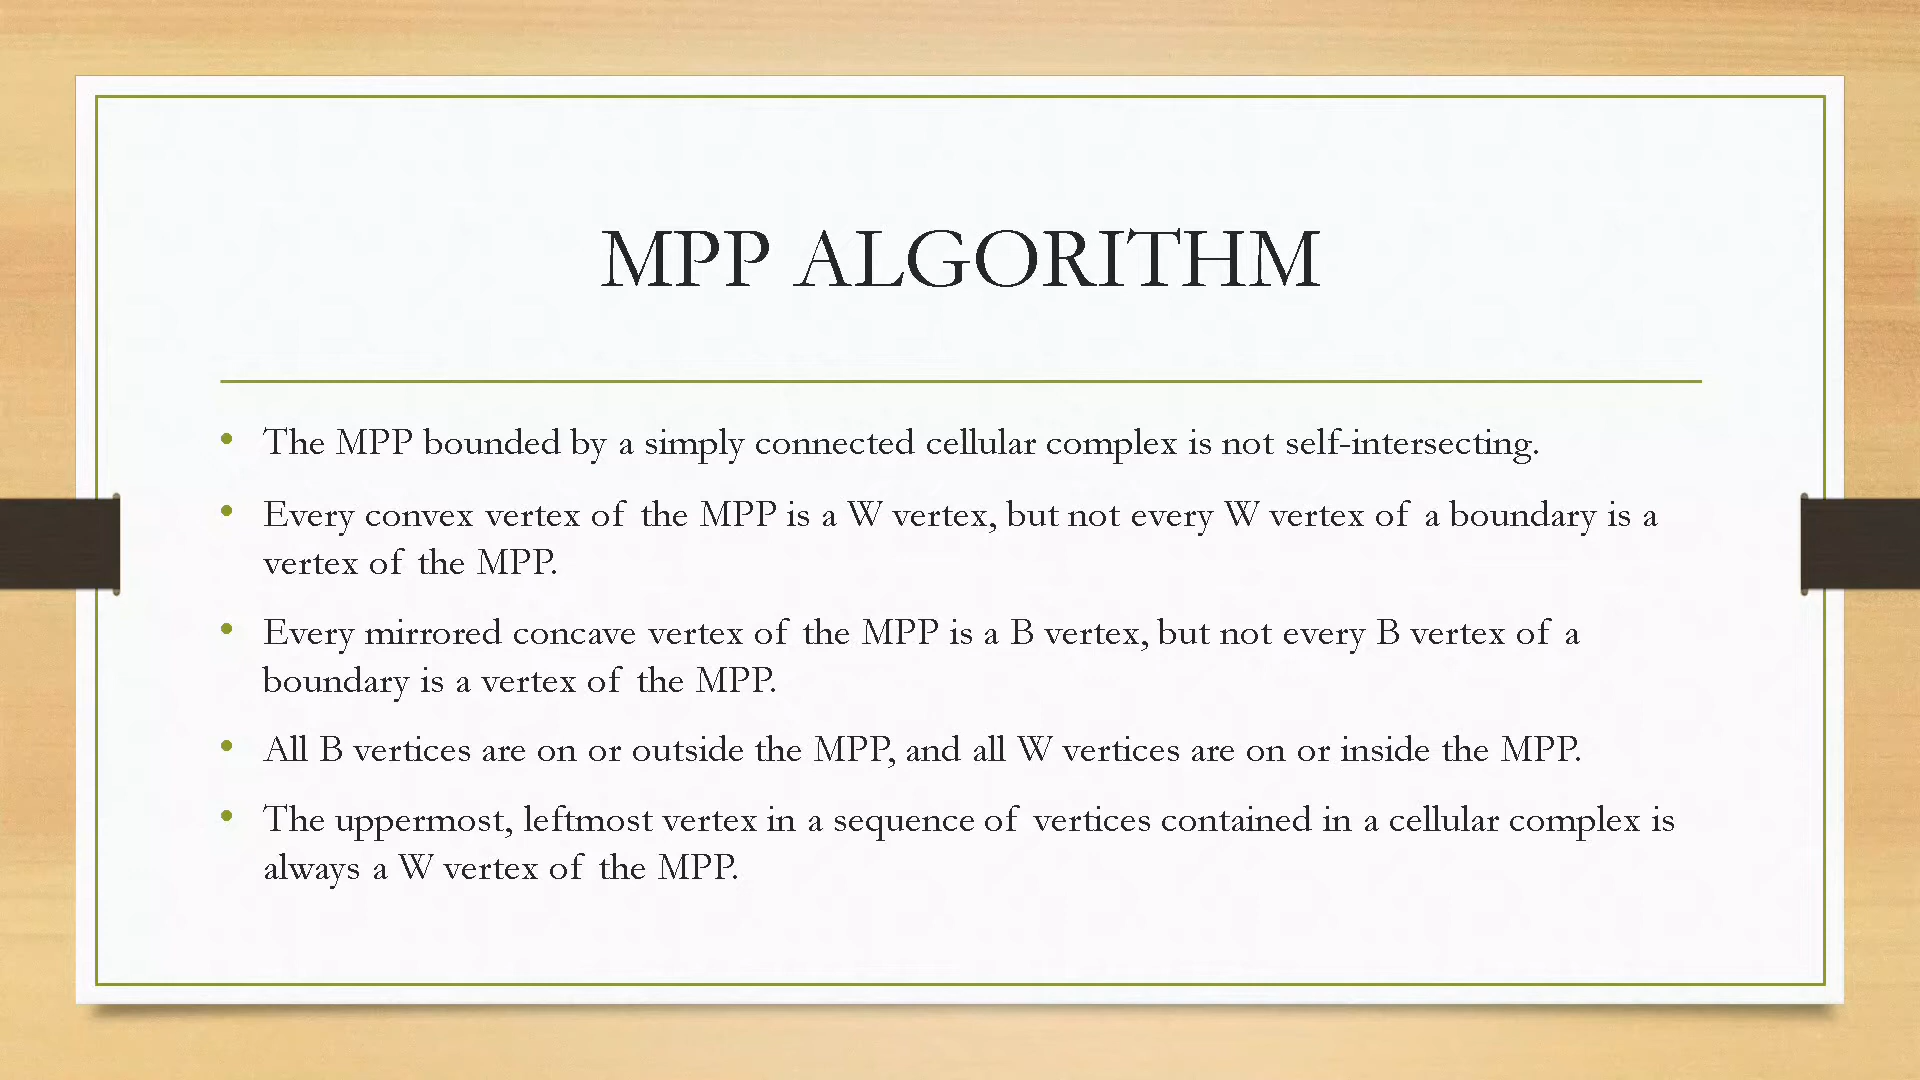 MPP ALGORITHM
• The MPP bounded by a simply connected cellular complex is not self-intersecting.
• Every convex vertex of the MPP is a W vertex, but not every W vertex of a boundary is a
vertex of the MPP.
• Every mirrored concave vertex of the MPP is a B vertex, but not every B vertex of a
boundary is a vertex of the MPP.
• All B vertices are on or outside the MPP, and all W vertices are on or inside the MPP.
• The uppermost, leftmost vertex in a sequence of vertices contained in a cellular complex is
always a W vertex of the MPP.